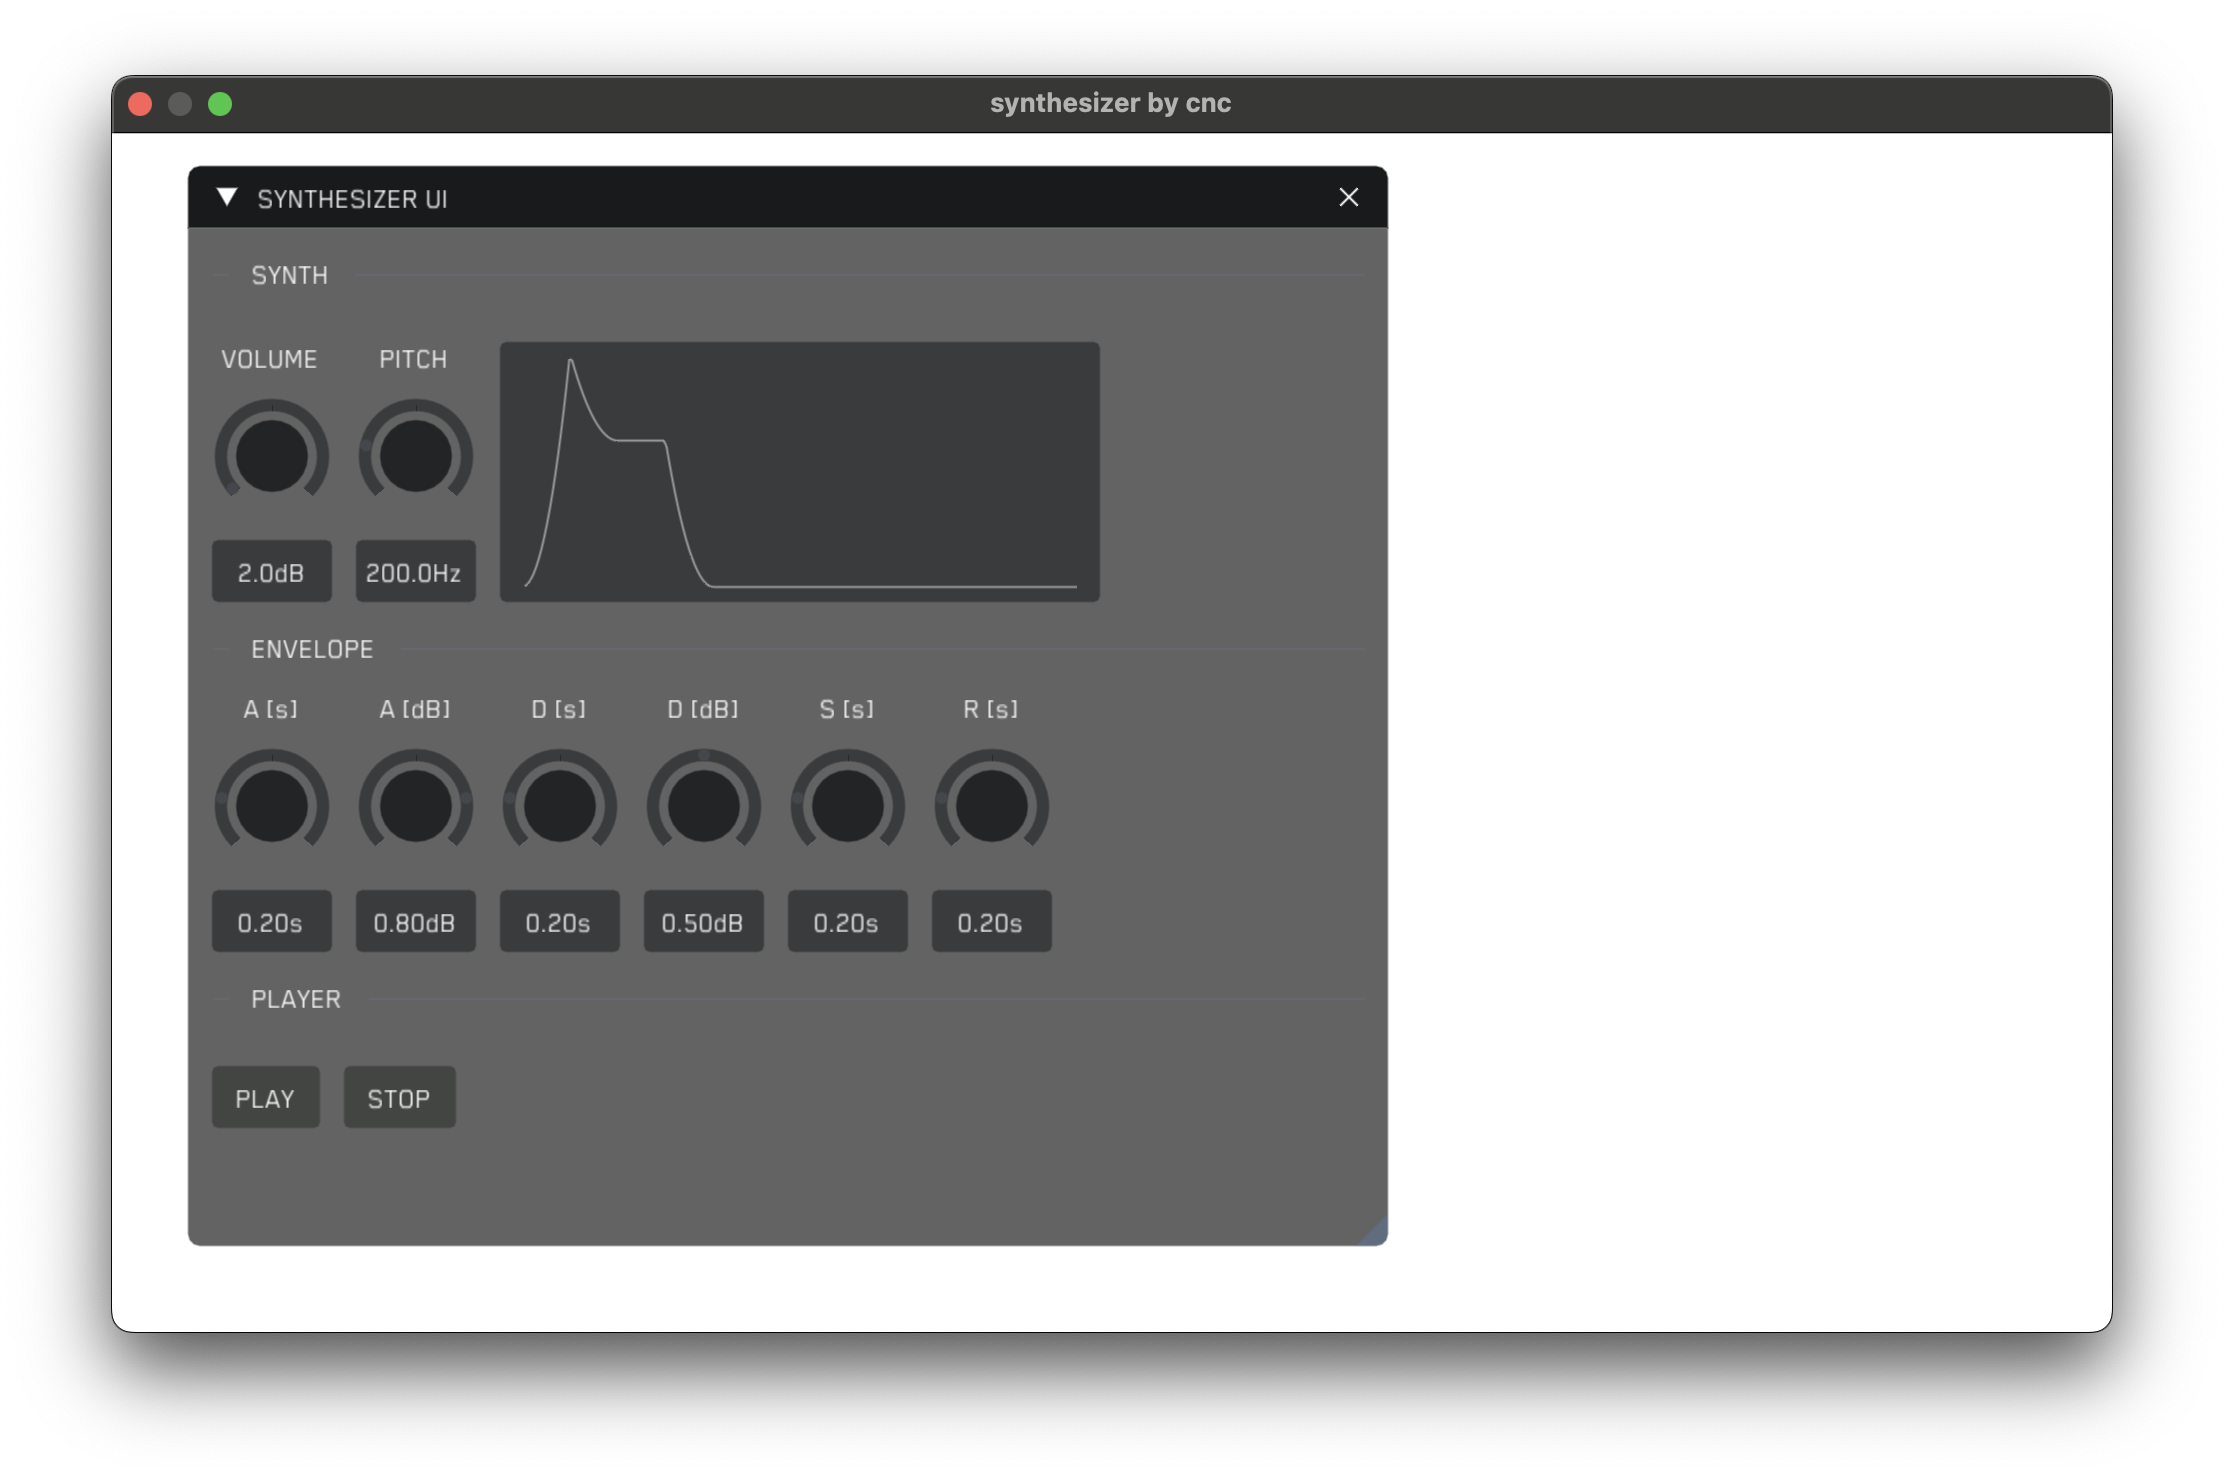 synthesizer by cnc
SYNTHESIZER UI
SYNTH
VOLUME PITCH
2.0dB 200.0Hz
ENVELOPE
A [s] A [dB] D [s] D [dB] S [s] R [s]
0.20s 0.80dB 0.20s 0.50dB 0.20s 0.20s
PLAYER
PLAY STOP